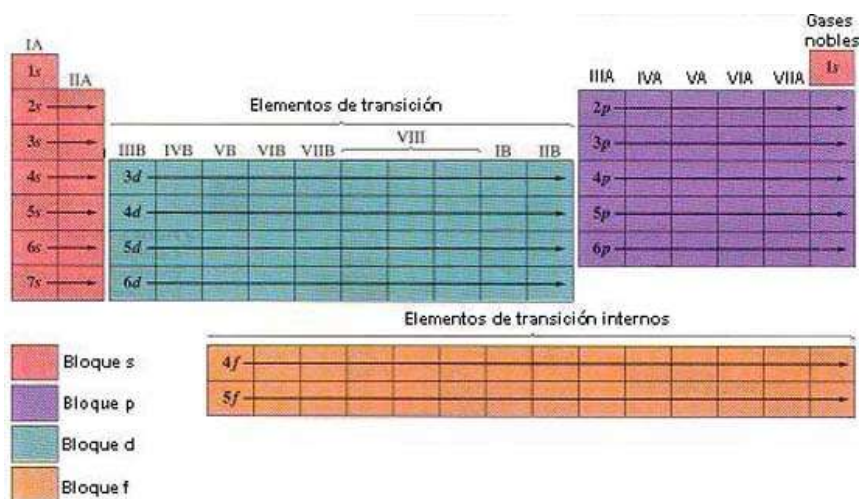 Gases
nobles
IA
1s
IIA
IIIA IVA VA VIA VIIA
1s
2s
Elementos de transición
2p
3s
IIIB IVB VB VIB VIIB VIII IB IIB
3p
4s
3d
4p
5s
4d
5p
6s
5d
6p
7s
6d
Elementos de transición internos
4f
5f
Bloque s
Bloque p
Bloque d
Bloque f